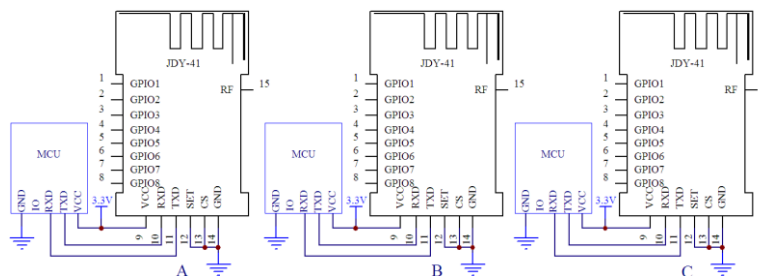 JDY-41
RF
15
1
GPIO1
2
GPIO2
3
GPIO3
4
GPIO4
5
GPIO5
6
GPIO6
7
GPIO7
8
GPIO8
MCU
GND
IO
RXD
TXD
VCC
3.3V
VCC
RXD
TXD
SET
CS
GND
9
10
11
12
13
14
A
JDY-41
RF
15
1
GPIO1
2
GPIO2
3
GPIO3
4
GPIO4
5
GPIO5
6
GPIO6
7
GPIO7
8
GPIO8
MCU
GND
IO
RXD
TXD
VCC
3.3V
VCC
RXD
TXD
SET
CS
GND
9
10
11
12
13
14
B
JDY-41
RF
1
GPIO1
2
GPIO2
3
GPIO3
4
GPIO4
5
GPIO5
6
GPIO6
7
GPIO7
8
GPIO8
MCU
GND
IO
RXD
TXD
VCC
3.3V
VCC
RXD
TXD
SET
CS
GND
9
10
11
12
13
14
C